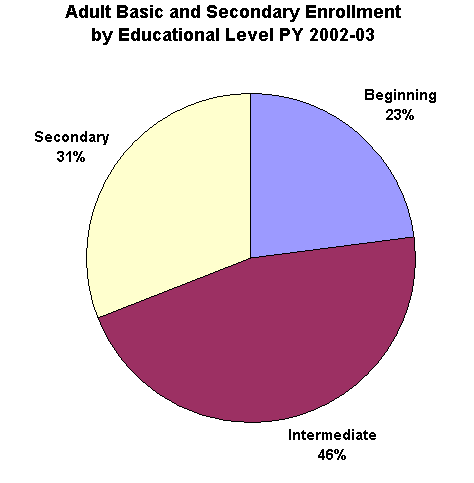 Adult Basic and Secondary Enrollment
by Educational Level PY 2002-03
Beginning
23%
Secondary
31%
Intermediate
46%